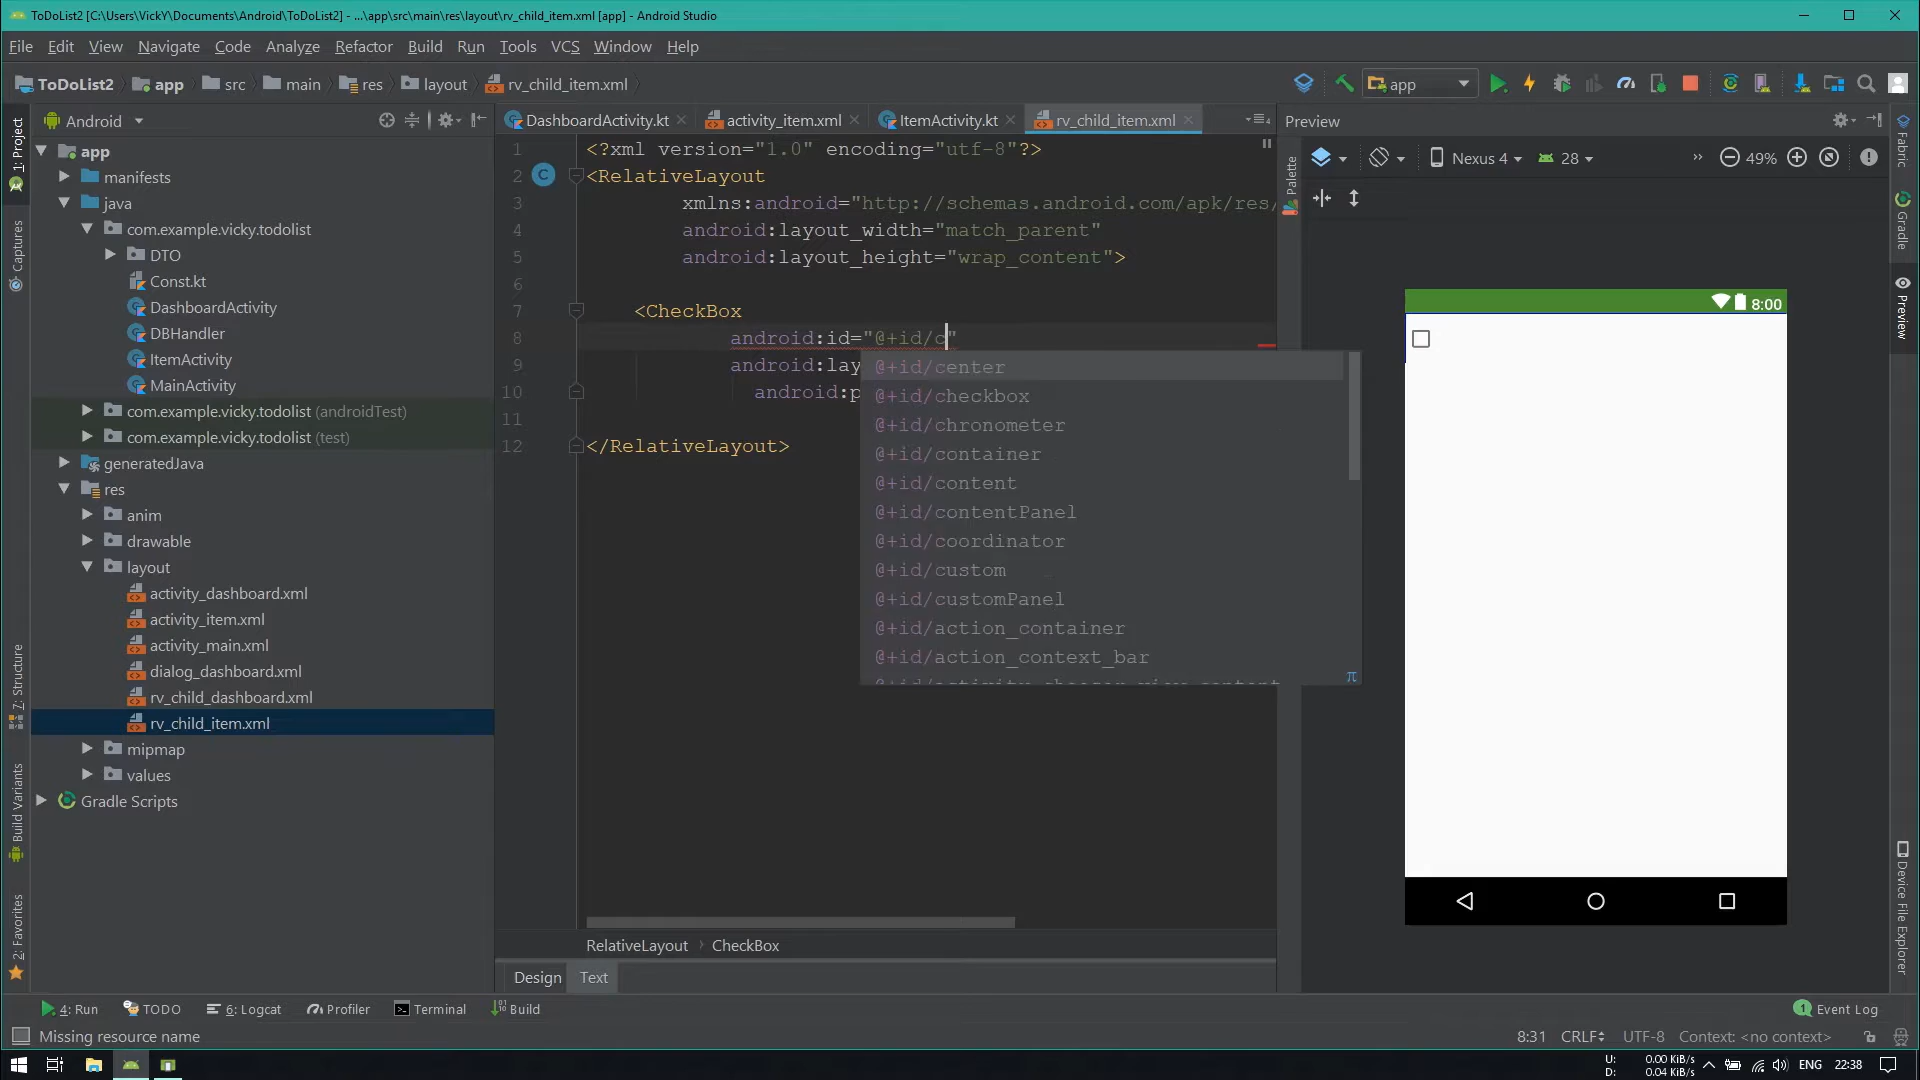 ToDoList2 [C:\Users\VickY\Documents\Android\ToDoList2] - ...\app\src\main\res\layout\rv_child_item.xml [app] - Android Studio
File Edit View Navigate Code Analyze Refactor Build Run Tools VCS Window Help
ToDoList2 app src main res layout rv_child_item.xml app
Android
DashboardActivity.kt activity_item.xml ItemActivity.kt rv_child_item.xml
Preview
1: Project
Captures
7: Structure
Build Variants
2: Favorites
app
manifests
java
com.example.vicky.todolist
DTO
Const.kt
DashboardActivity
DBHandler
ItemActivity
MainActivity
com.example.vicky.todolist (androidTest)
com.example.vicky.todolist (test)
generatedJava
res
anim
drawable
layout
activity_dashboard.xml
activity_item.xml
activity_main.xml
dialog_dashboard.xml
rv_child_dashboard.xml
rv_child_item.xml
mipmap
values
Gradle Scripts
1 <?xml version="1.0" encoding="utf-8"?>
2 <RelativeLayout
3 xmlns:android="http://schemas.android.com/apk/res/
4 android:layout_width="match_parent"
5 android:layout_height="wrap_content">
6
7 <CheckBox
8 android:id="@+id/c"
9 android:lay
10 android:p
11
12 </RelativeLayout>
@+id/center
@+id/checkbox
@+id/chronometer
@+id/container
@+id/content
@+id/contentPanel
@+id/coordinator
@+id/custom
@+id/customPanel
@+id/action_container
@+id/action_context_bar
π
RelativeLayout CheckBox
Design Text
Palette
Nexus 4 28 49%
8:00
Fabric
Gradle
Preview
Device File Explorer
4: Run TODO 6: Logcat Profiler Terminal Build
1 Event Log
Missing resource name
8:31 CRLF UTF-8 Context: <no context>
U: 0.00 KiB/s
D: 0.04 KiB/s
ENG 22:38